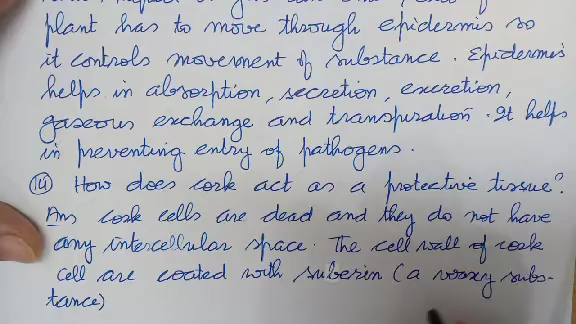 plant has to move through epidermis so
it controls movement of substance. Epidermis
helps in absorption, secretion, excretion,
gaseous exchange and transpiration. It helps
in preventing entry of pathogens.
(14) How does cork act as a protective tissue?
Ans Cork cells are dead and they do not have
any intercellular space. The cell wall of cork
cell are coated with suberin (a waxy subs-
tance)